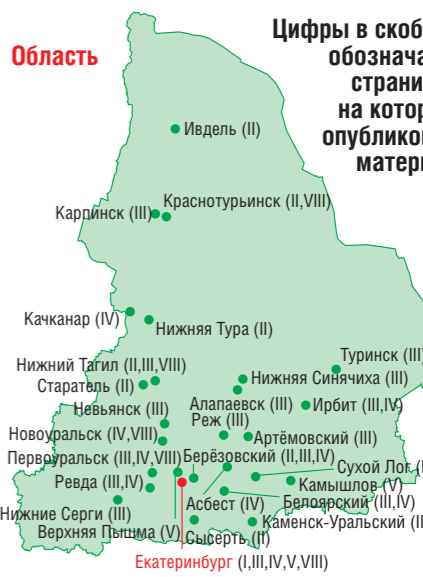 Область
Цифры в скоб
обознача
страни
на котор
опубликов
матери
Ивдель (II)
Краснотурьинск (II,VIII)
Карпинск (III)
Качканар (IV)
Нижняя Тура (II)
Туринск (III)
Нижний Тагил (II,III,VIII)
Нижняя Синячиха (III)
Старатель (II)
Алапаевск (III)
Ирбит (III,IV)
Невьянск (III)
Реж (III)
Новоуральск (IV,VIII)
Артёмовский (III)
Первоуральск (III,IV,VIII)
Берёзовский (II,III,IV)
Сухой Лог (I
Ревда (III,IV)
Камышлов (V)
Асбест (IV)
Белоярский (III,IV)
Нижние Серги (III)
Каменск-Уральский (II
Верхняя Пышма (V)
Сысерть (II)
Екатеринбург (I,III,IV,V,VIII)